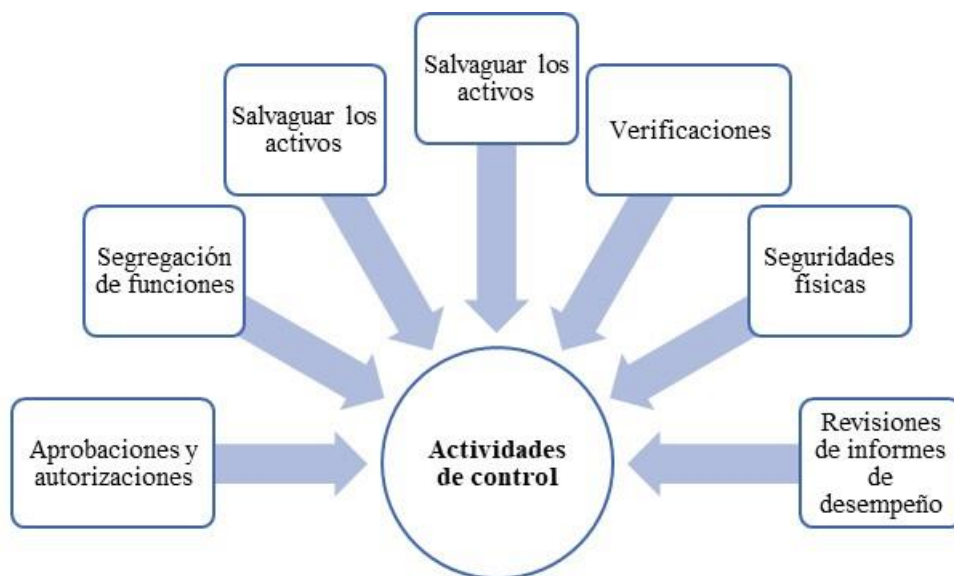 Salvaguar los
activos
Salvaguar los
activos
Verificaciones
Segregación
de funciones
Seguridades
físicas
Aprobaciones y
autorizaciones
Actividades
de control
Revisiones
de informes
de
desempeño